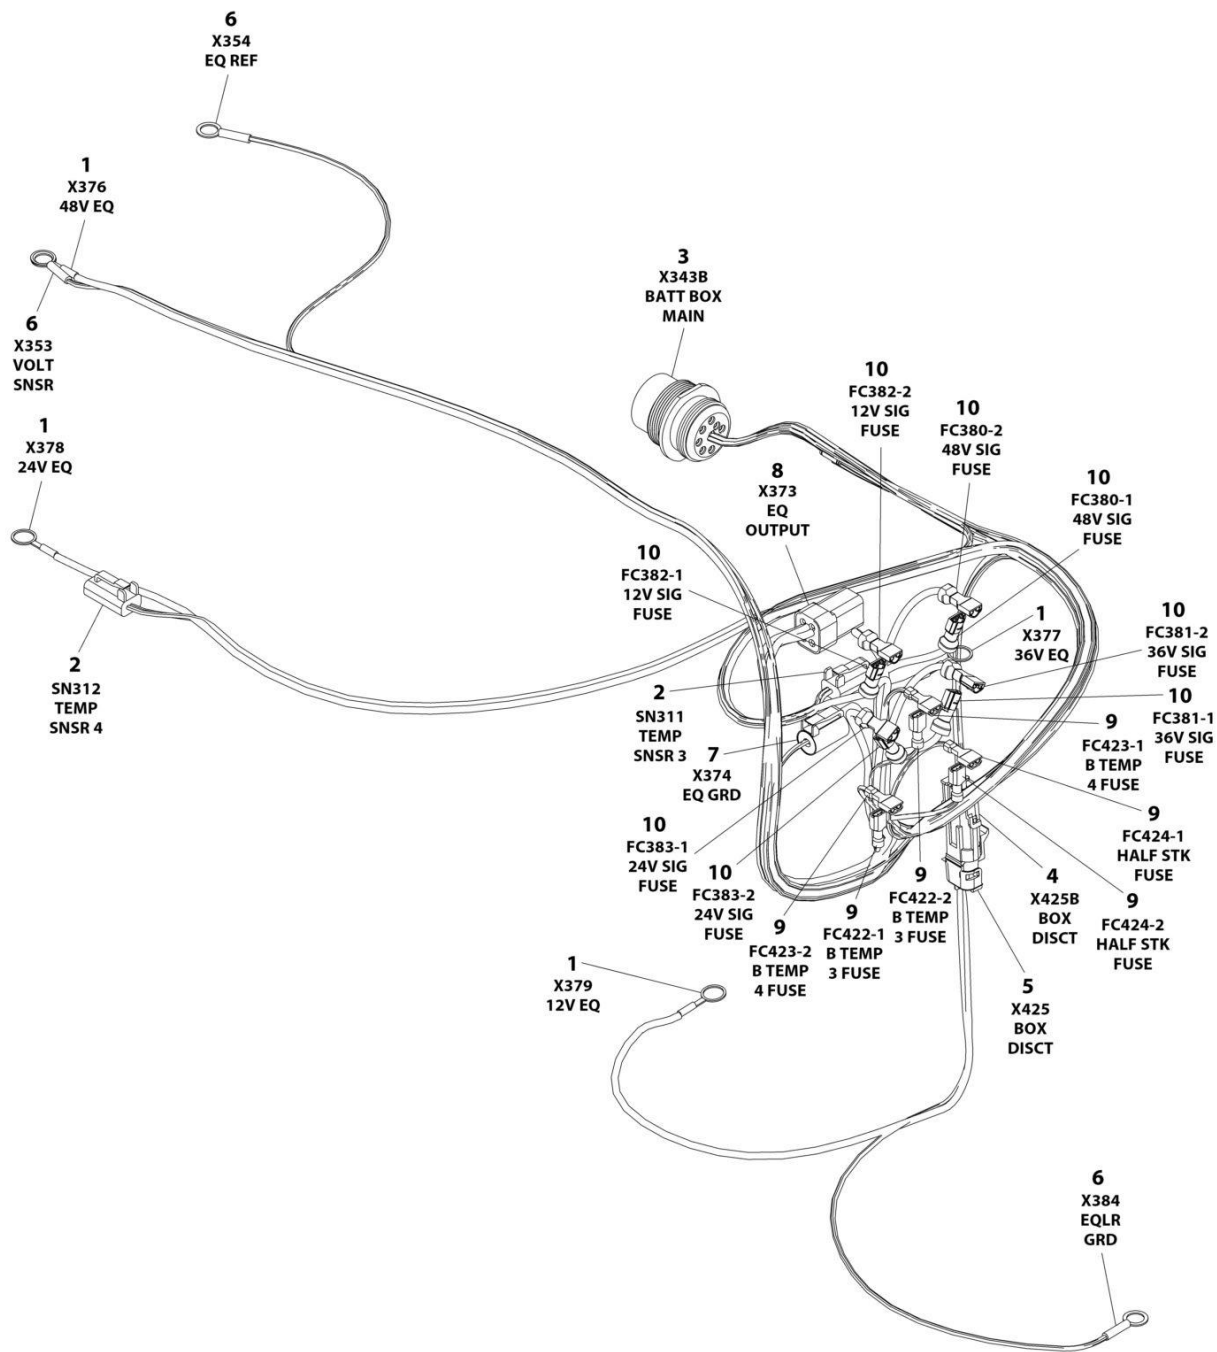 6
X354
EQ REF
1
X376
48V EQ
6
X353
VOLT
SNSR
3
X343B
BATT BOX
MAIN
10
FC382-2
12V SIG
FUSE
10
FC380-2
48V SIG
FUSE
1
X378
24V EQ
8
X373
EQ
OUTPUT
10
FC380-1
48V SIG
FUSE
10
FC382-1
12V SIG
FUSE
1
X377
36V EQ
10
FC381-2
36V SIG
FUSE
2
SN312
TEMP
SNSR 4
2
SN311
TEMP
SNSR 3
10
FC381-1
36V SIG
FUSE
9
FC423-1
B TEMP
4 FUSE
7
X374
EQ GRD
9
FC424-1
HALF STK
FUSE
10
FC383-1
24V SIG
FUSE
10
FC383-2
24V SIG
FUSE
9
FC423-2
B TEMP
4 FUSE
9
FC422-1
B TEMP
3 FUSE
9
FC422-2
B TEMP
3 FUSE
4
X425B
BOX
DISCT
9
FC424-2
HALF STK
FUSE
1
X379
12V EQ
5
X425
BOX
DISCT
6
X384
EQLR
GRD